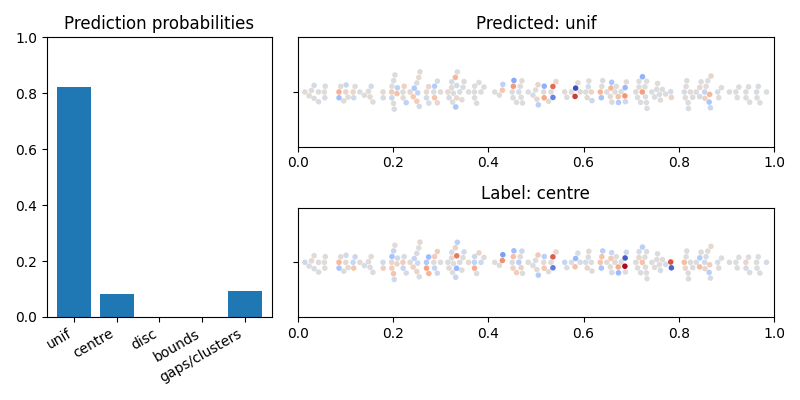 Prediction probabilities
1.0
0.8
0.6
0.4
0.2
0.0
unif
centre
disc
bounds
gaps/clusters
Predicted: unif
0.0 0.2 0.4 0.6 0.8 1.0
Label: centre
0.0 0.2 0.4 0.6 0.8 1.0